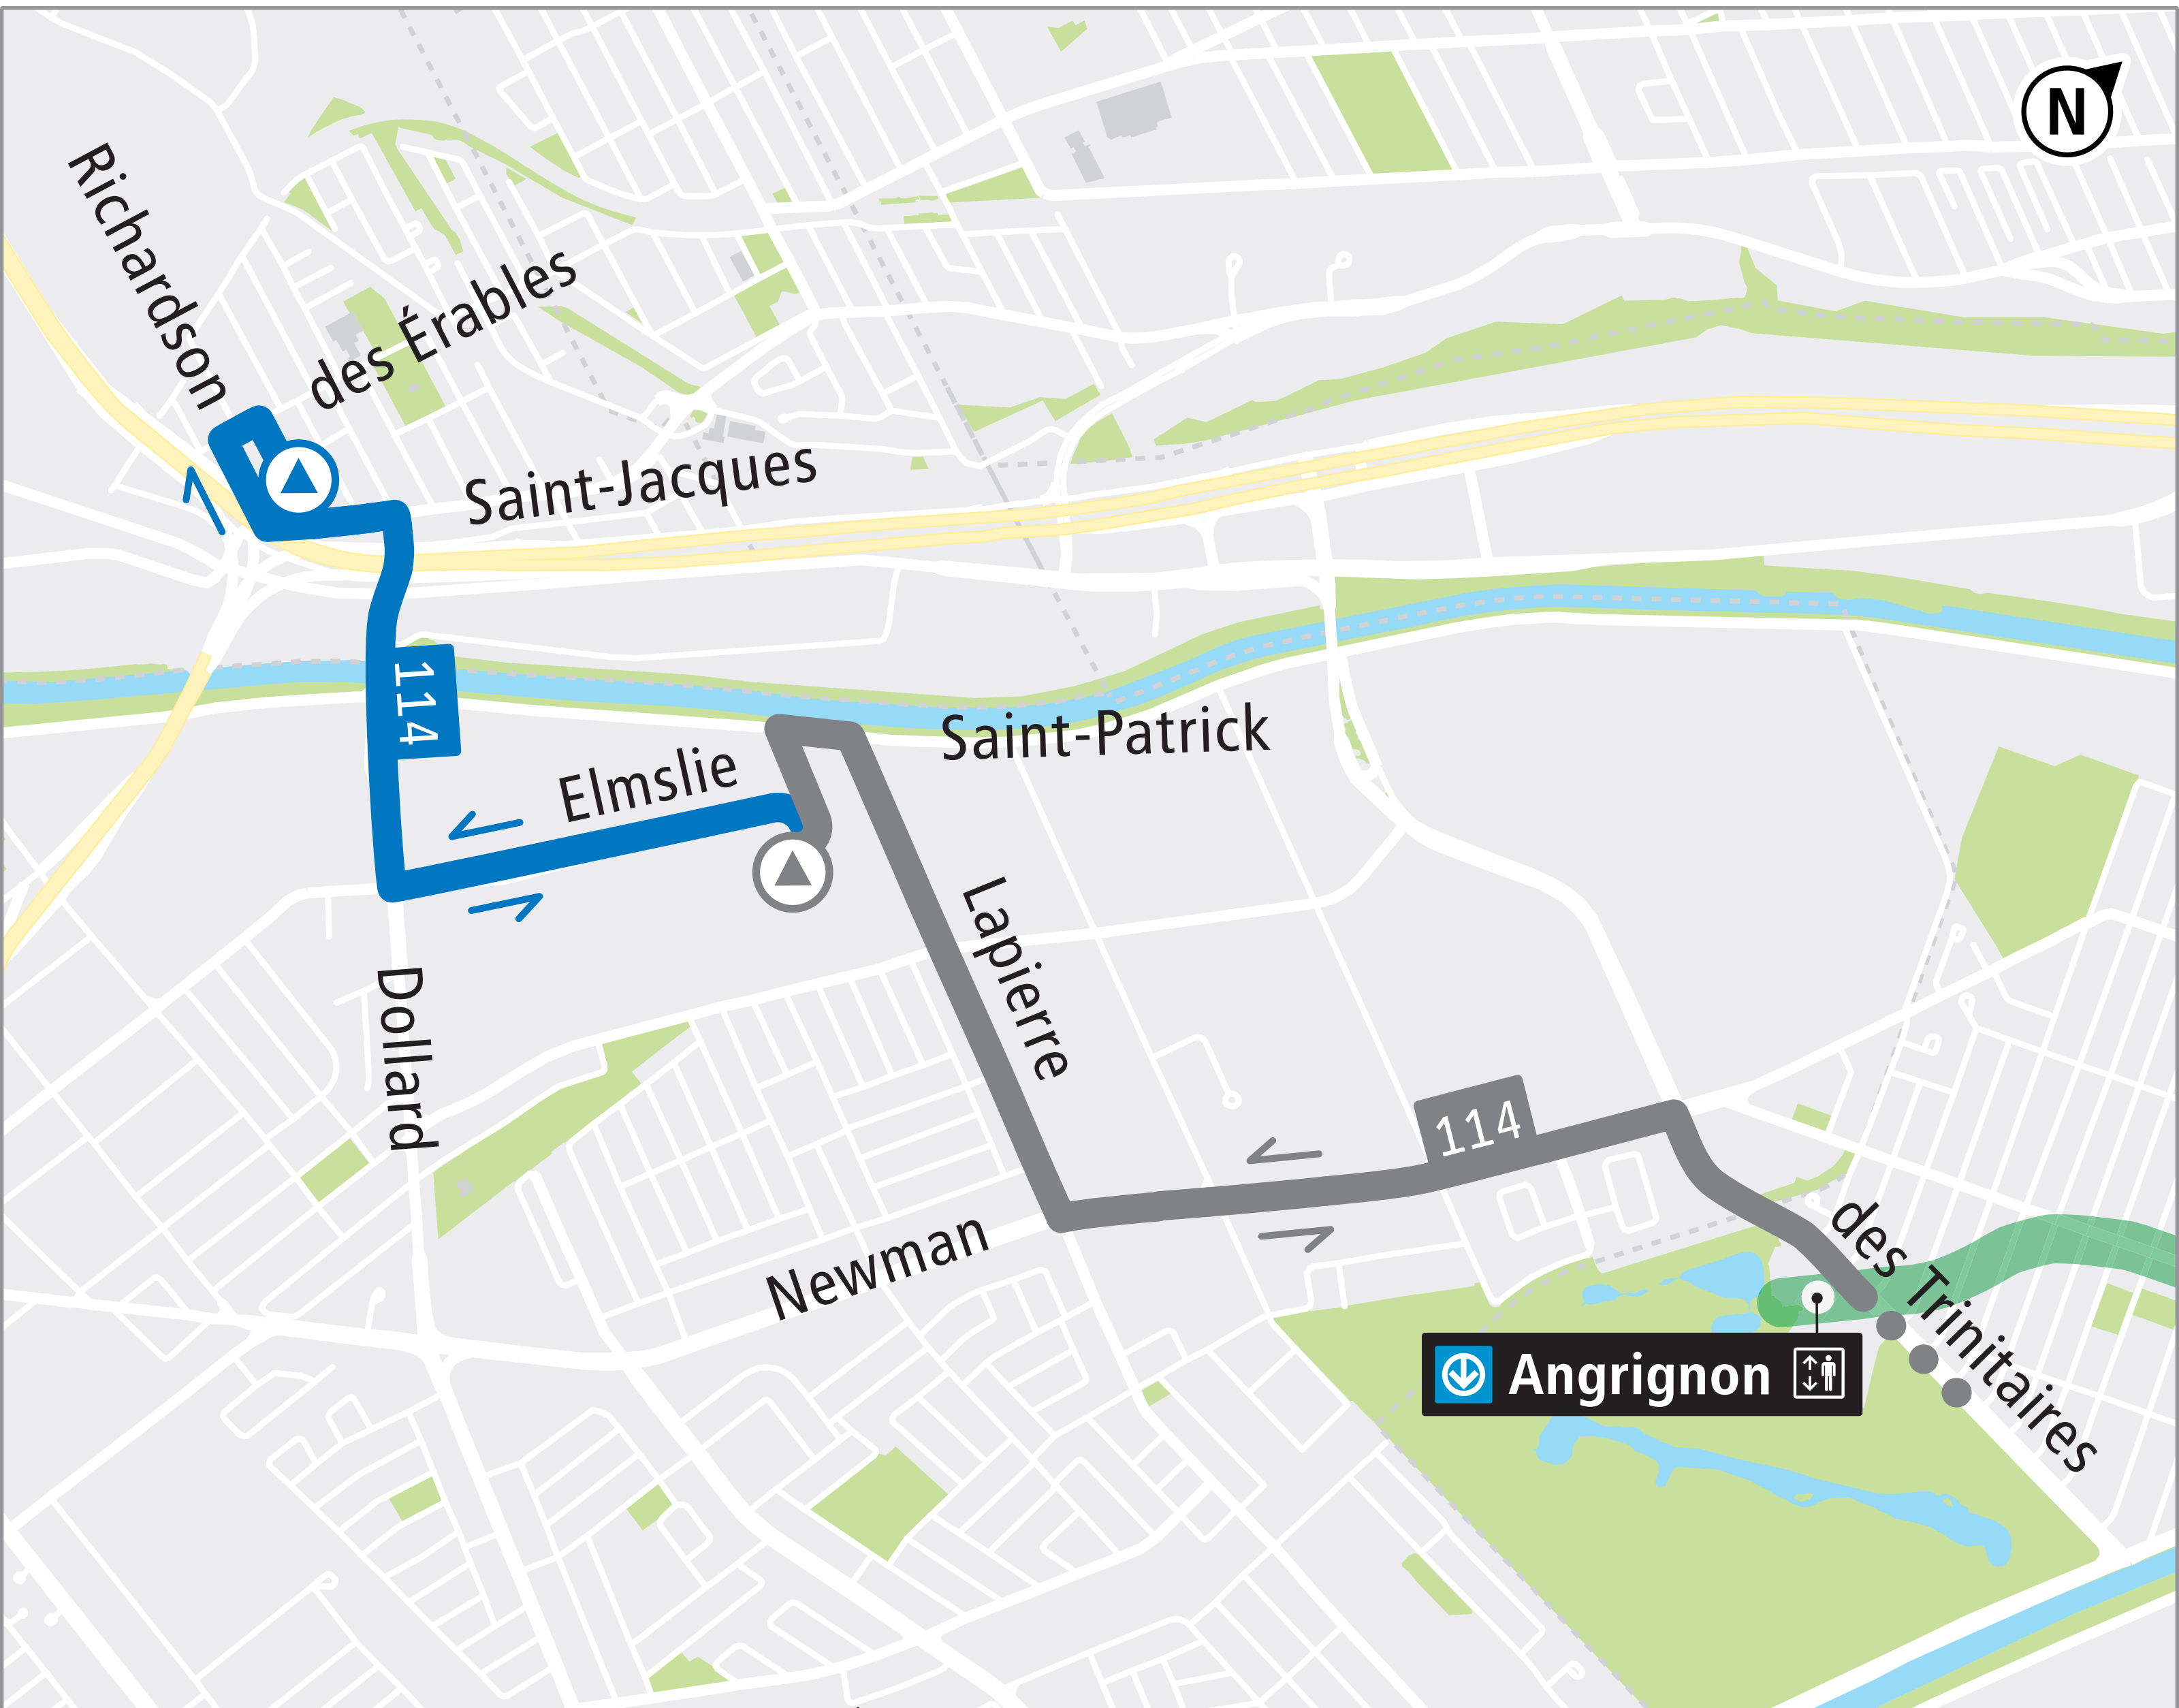 N
Richardson
des Érables
Saint-Jacques
114
Saint-Patrick
Elmslie
Lapierre
Dollard
114
Newman
des Trinitaires
Angrignon